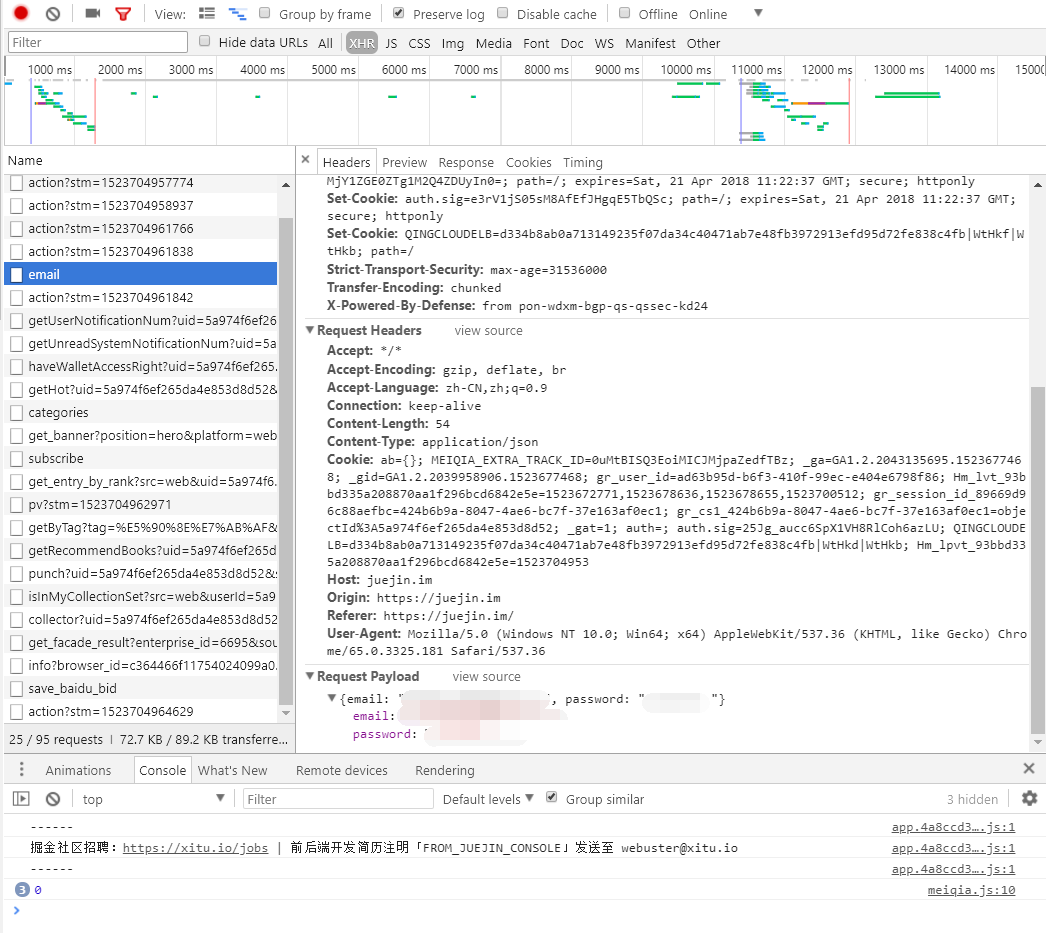 View: Group by frame Preserve log Disable cache Offline Online
Filter Hide data URLs All XHR JS CSS Img Media Font Doc WS Manifest Other
1000 ms 2000 ms 3000 ms 4000 ms 5000 ms 6000 ms 7000 ms 8000 ms 9000 ms 10000 ms 11000 ms 12000 ms 13000 ms 14000 ms 15000
Name
action?stm=1523704957774
action?stm=1523704958937
action?stm=1523704961766
action?stm=1523704961838
email
action?stm=1523704961842
getUserNotificationNum?uid=5a974f6ef26
getUnreadSystemNotificationNum?uid=5a
haveWalletAccessRight?uid=5a974f6ef265.
getHot?uid=5a974f6ef265da4e853d8d52&
categories
get_banner?position=hero&platform=web
subscribe
get_entry_by_rank?src=web&uid=5a974f6.
pv?stm=1523704962971
getByTag?tag=%E5%90%8E%E7%AB%AF&
getRecommendBooks?uid=5a974f6ef265d
punch?uid=5a974f6ef265da4e853d8d52&
isInMyCollectionSet?src=web&userId=5a9
collector?uid=5a974f6ef265da4e853d8d52
get_facade_result?enterprise_id=6695&sou
info?browser_id=c364466f11754024099a0.
save_baidu_bid
action?stm=1523704964629
25 / 95 requests | 72.7 KB / 89.2 KB transferre...
Headers Preview Response Cookies Timing
MjY1ZGE0ZTg1M2Q4ZDUyIn0=; path=/; expires=Sat, 21 Apr 2018 11:22:37 GMT; secure; httponly
Set-Cookie: auth.sig=e3rV1jS05sM8AfEfJHgqE5TbQSc; path=/; expires=Sat, 21 Apr 2018 11:22:37 GMT;
secure; httponly
Set-Cookie: QINGCLOUDELB=d334b8ab0a713149235f07da34c40471ab7e48fb3972913efd95d72fe838c4fb|WtHkf|W
tHkb; path=/
Strict-Transport-Security: max-age=31536000
Transfer-Encoding: chunked
X-Powered-By-Defense: from pon-wdxm-bgp-qs-qssec-kd24
Request Headers view source
Accept: */*
Accept-Encoding: gzip, deflate, br
Accept-Language: zh-CN,zh;q=0.9
Connection: keep-alive
Content-Length: 54
Content-Type: application/json
Cookie: ab={}; MEIQIA_EXTRA_TRACK_ID=0uMtBISQ3EoiMICJMjpaZedfTBz; _ga=GA1.2.2043135695.152367746
8; _gid=GA1.2.2039958906.1523677468; gr_user_id=ad63b95d-b6f3-410f-99ec-e404e6798f86; Hm_lvt_93b
bd335a208870aa1f296bcd6842e5e=1523672771,1523678636,1523678655,1523700512; gr_session_id_89669d9
6c88aefbc=424b6b9a-8047-4ae6-bc7f-37e163af0ec1; gr_cs1_424b6b9a-8047-4ae6-bc7f-37e163af0ec1=obje
ctId%3A5a974f6ef265da4e853d8d52; _gat=1; auth=; auth.sig=25Jg_aucc6SpX1VH8RlCoh6azLU; QINGCLOUDE
LB=d334b8ab0a713149235f07da34c40471ab7e48fb3972913efd95d72fe838c4fb|WtHkd|WtHkb; Hm_lpvt_93bbd33
5a208870aa1f296bcd6842e5e=1523704953
Host: juejin.im
Origin: https://juejin.im
Referer: https://juejin.im/
User-Agent: Mozilla/5.0 (Windows NT 10.0; Win64; x64) AppleWebKit/537.36 (KHTML, like Gecko) Chro
me/65.0.3325.181 Safari/537.36
Request Payload view source
{email: " ", password: " "}
email:
password:
Animations Console What's New Remote devices Rendering
top Filter Default levels Group similar 3 hidden
------ app.4a8ccd3….js:1
掘金社区招聘：https://xitu.io/jobs | 前后端开发简历注明「FROM_JUEJIN_CONSOLE」发送至 webuster@xitu.io app.4a8ccd3….js:1
------ app.4a8ccd3….js:1
3 0 meiqia.js:10